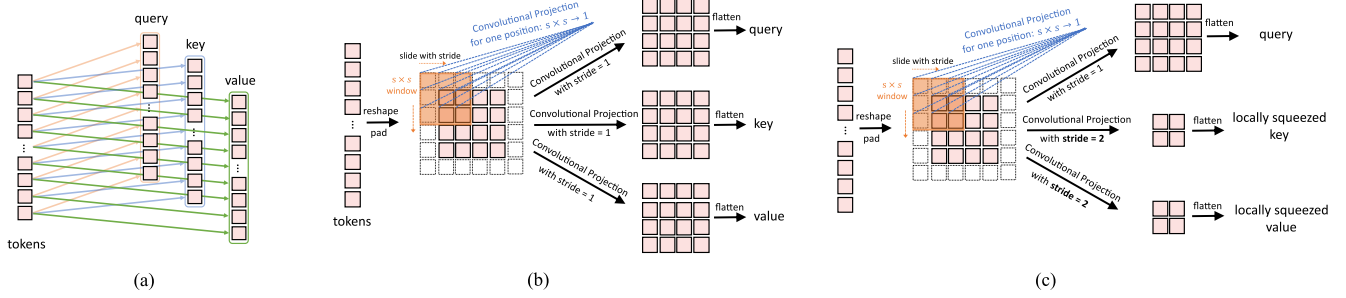 query
key
value
tokens
(a)
Convolutional Projection
for one position: s × s → 1
slide with stride
s × s
window
reshape
pad
tokens
Convolutional Projection
with stride = 1
Convolutional Projection
with stride = 1
Convolutional Projection
with stride = 1
flatten
query
flatten
key
flatten
value
(b)
Convolutional Projection
for one position: s × s → 1
slide with stride
s × s
window
reshape
pad
Convolutional Projection
with stride = 1
Convolutional Projection
with stride = 2
Convolutional Projection
with stride = 2
flatten
query
flatten
locally squeezed
key
flatten
locally squeezed
value
(c)